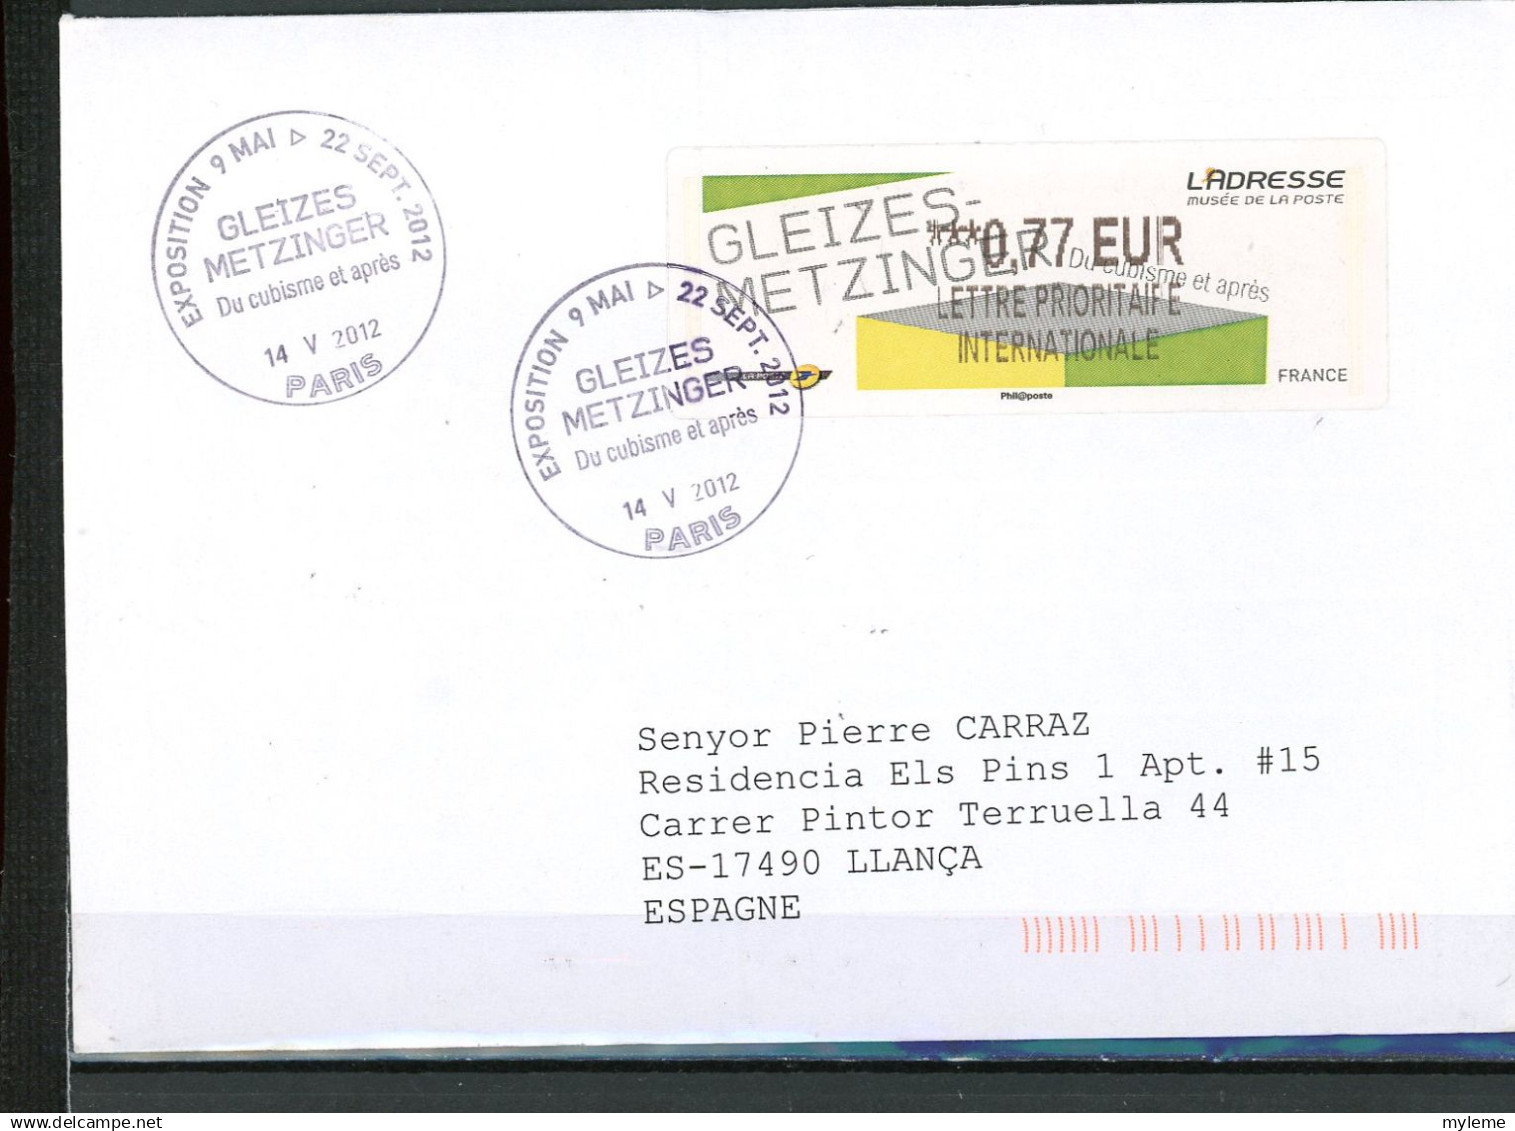 EXPOSITION 9 MAI ▷ 22 SEPT. 2012
GLEIZES
METZINGER
Du cubisme et après
14 V 2012
PARIS
EXPOSITION 9 MAI ▷ 22 SEPT. 2012
GLEIZES
METZINGER
Du cubisme et après
14 V 2012
PARIS
L'ADRESSE
MUSÉE DE LA POSTE
GLEIZES-
METZINGER Du cubisme et après
***0,77 EUR
LETTRE PRIORITAIRE
INTERNATIONALE
LA POSTE
FRANCE
Phil@poste
Senyor Pierre CARRAZ
Residencia Els Pins 1 Apt. #15
Carrer Pintor Terruella 44
ES-17490 LLANÇA
ESPAGNE
myleme